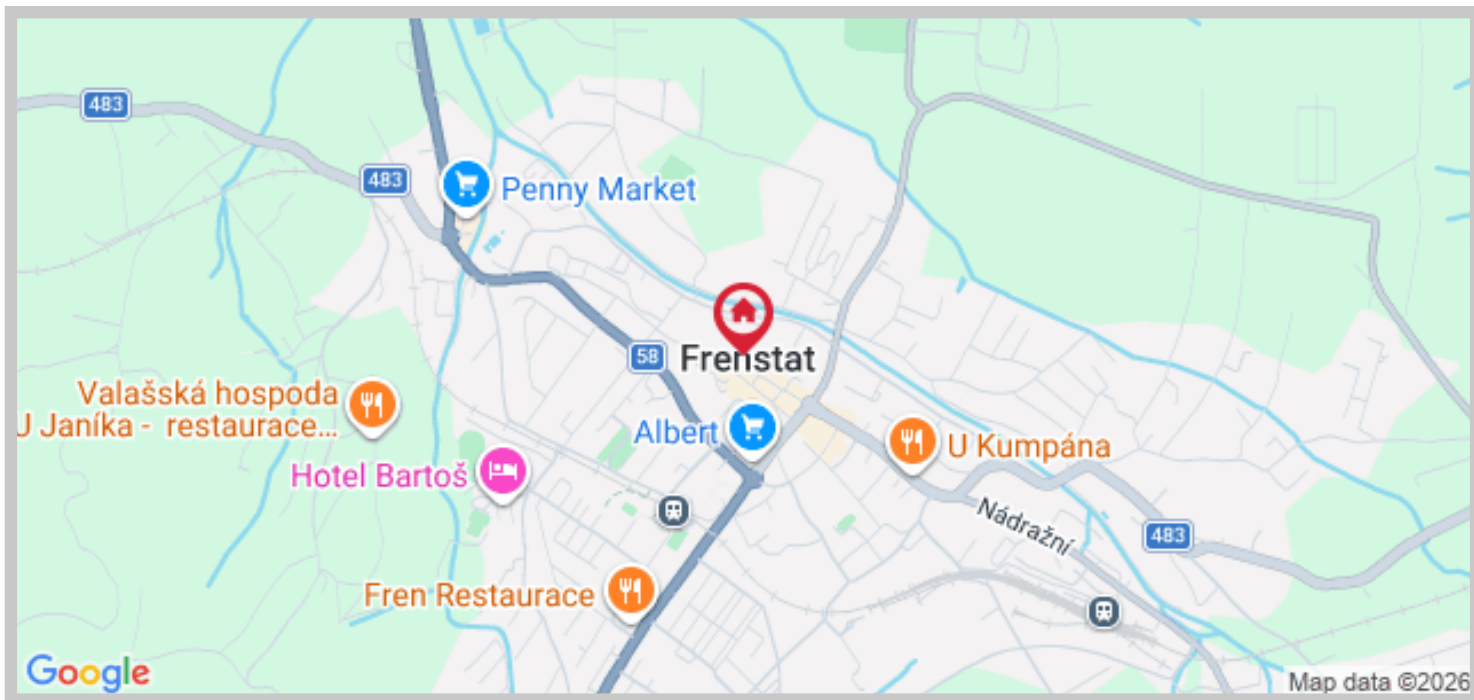 483
483
Penny Market
58
Frenstat
Valašská hospoda
U Janíka - restaurace...
Albert
U Kumpána
Hotel Bartoš
Nádražní
483
Fren Restaurace
Google
Map data ©2026